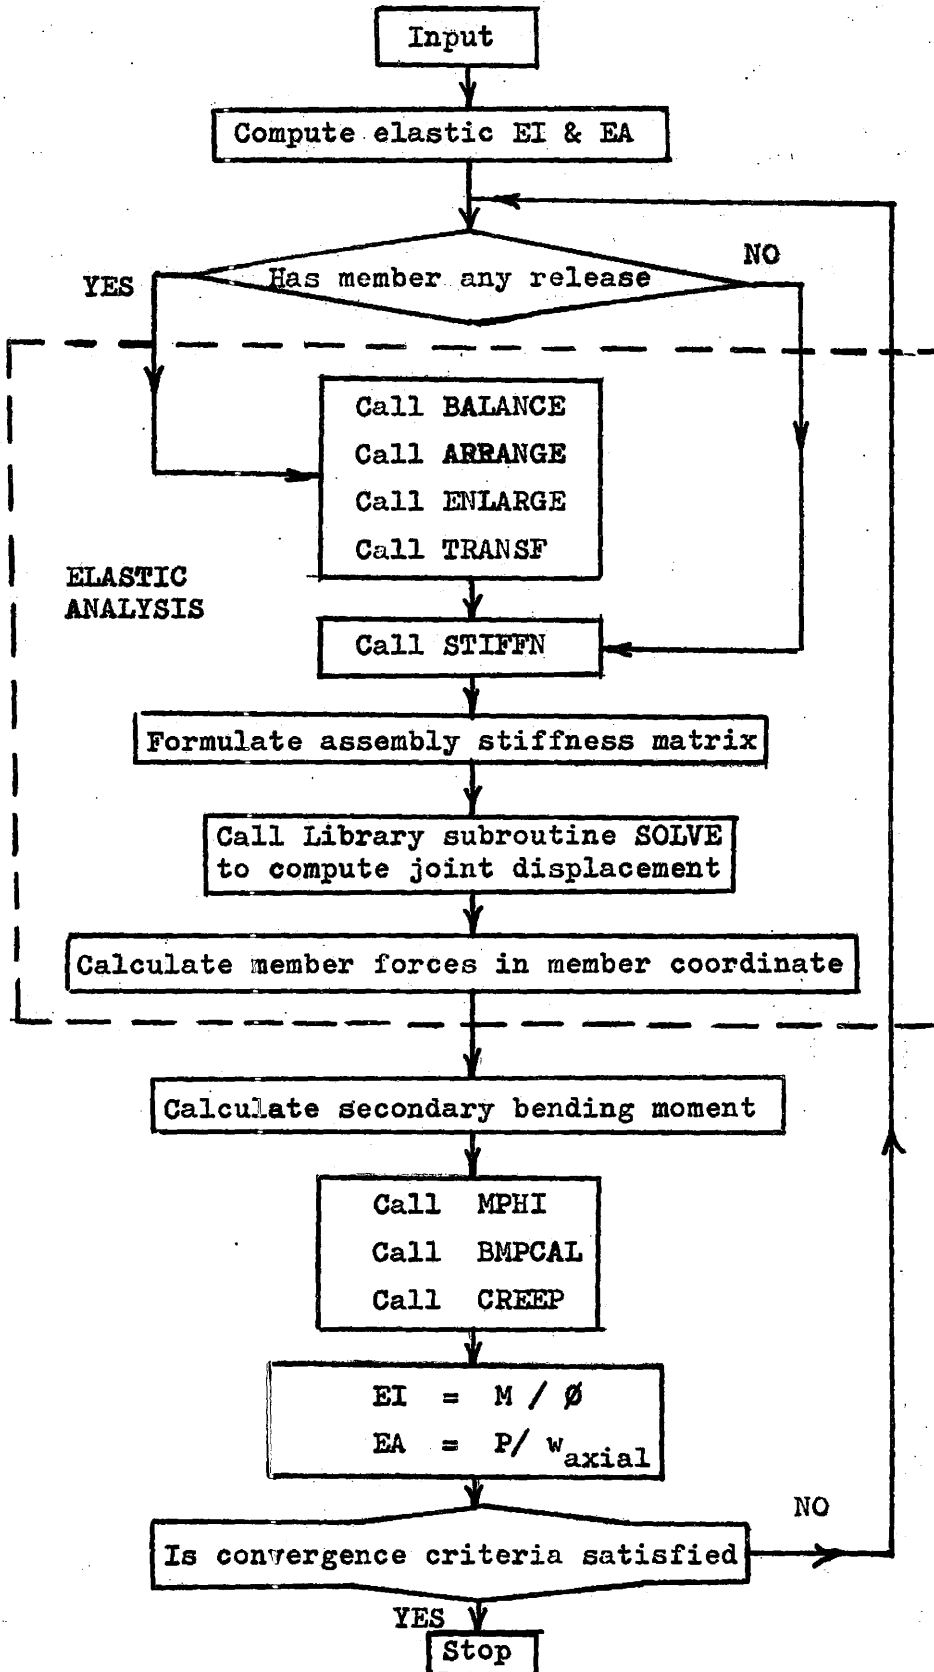 Input
Compute elastic EI & EA
NO
YES
Has member any release
Call BALANCE
Call ARRANGE
Call ENLARGE
Call TRANSF
ELASTIC
ANALYSIS
Call STIFFN
Formulate assembly stiffness matrix
Call Library subroutine SOLVE
to compute joint displacement
Calculate member forces in member coordinate
Calculate secondary bending moment
Call MPHI
Call BMPCAL
Call CREEP
EI = M / Ø
EA = P/ waxial
NO
Is convergence criteria satisfied
YES
Stop